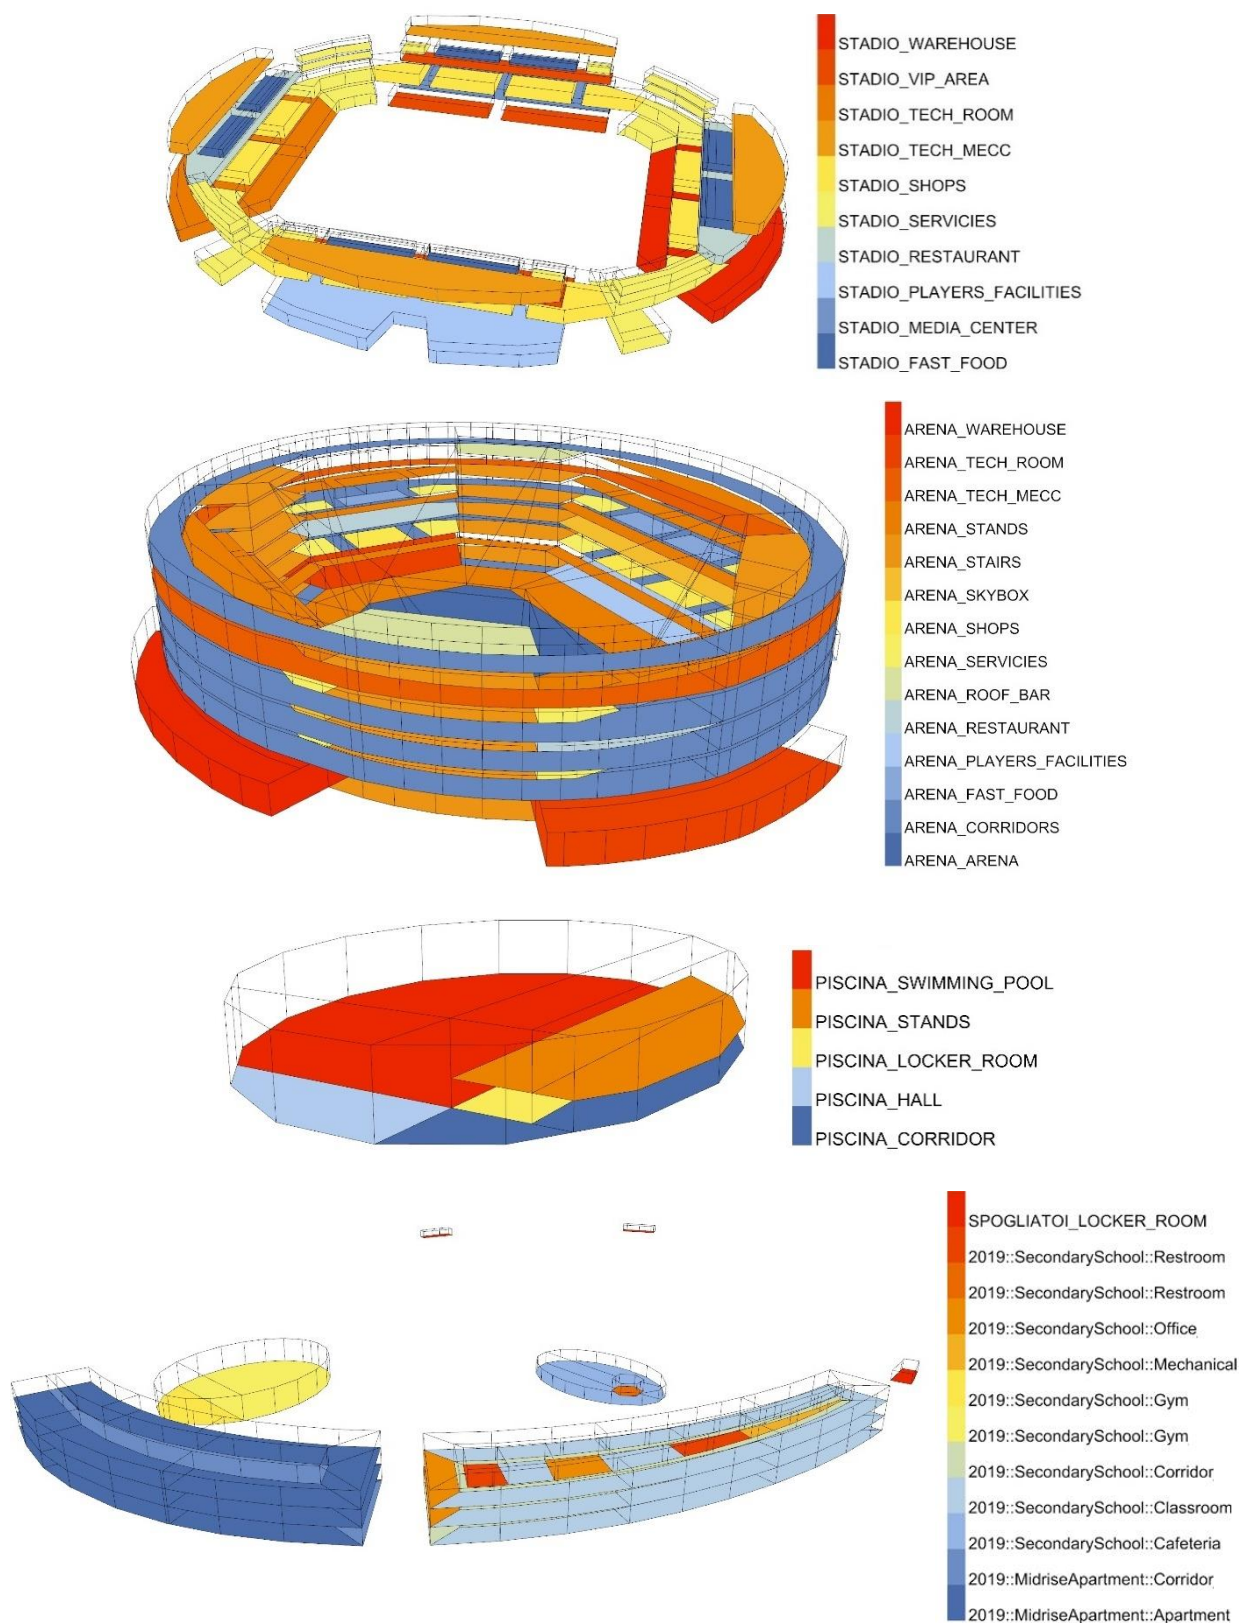 STADIO_WAREHOUSE
STADIO_VIP_AREA
STADIO_TECH_ROOM
STADIO_TECH_MECC
STADIO_SHOPS
STADIO_SERVICIES
STADIO_RESTAURANT
STADIO_PLAYERS_FACILITIES
STADIO_MEDIA_CENTER
STADIO_FAST_FOOD
ARENA_WAREHOUSE
ARENA_TECH_ROOM
ARENA_TECH_MECC
ARENA_STANDS
ARENA_STAIRS
ARENA_SKYBOX
ARENA_SHOPS
ARENA_SERVICIES
ARENA_ROOF_BAR
ARENA_RESTAURANT
ARENA_PLAYERS_FACILITIES
ARENA_FAST_FOOD
ARENA_CORRIDORS
ARENA_ARENA
PISCINA_SWIMMING_POOL
PISCINA_STANDS
PISCINA_LOCKER_ROOM
PISCINA_HALL
PISCINA_CORRIDOR
SPOGLIATOI_LOCKER_ROOM
2019::SecondarySchool::Restroom
2019::SecondarySchool::Restroom
2019::SecondarySchool::Office
2019::SecondarySchool::Mechanical
2019::SecondarySchool::Gym
2019::SecondarySchool::Gym
2019::SecondarySchool::Corridor
2019::SecondarySchool::Classroom
2019::SecondarySchool::Cafeteria
2019::MidriseApartment::Corridor
2019::MidriseApartment::Apartment